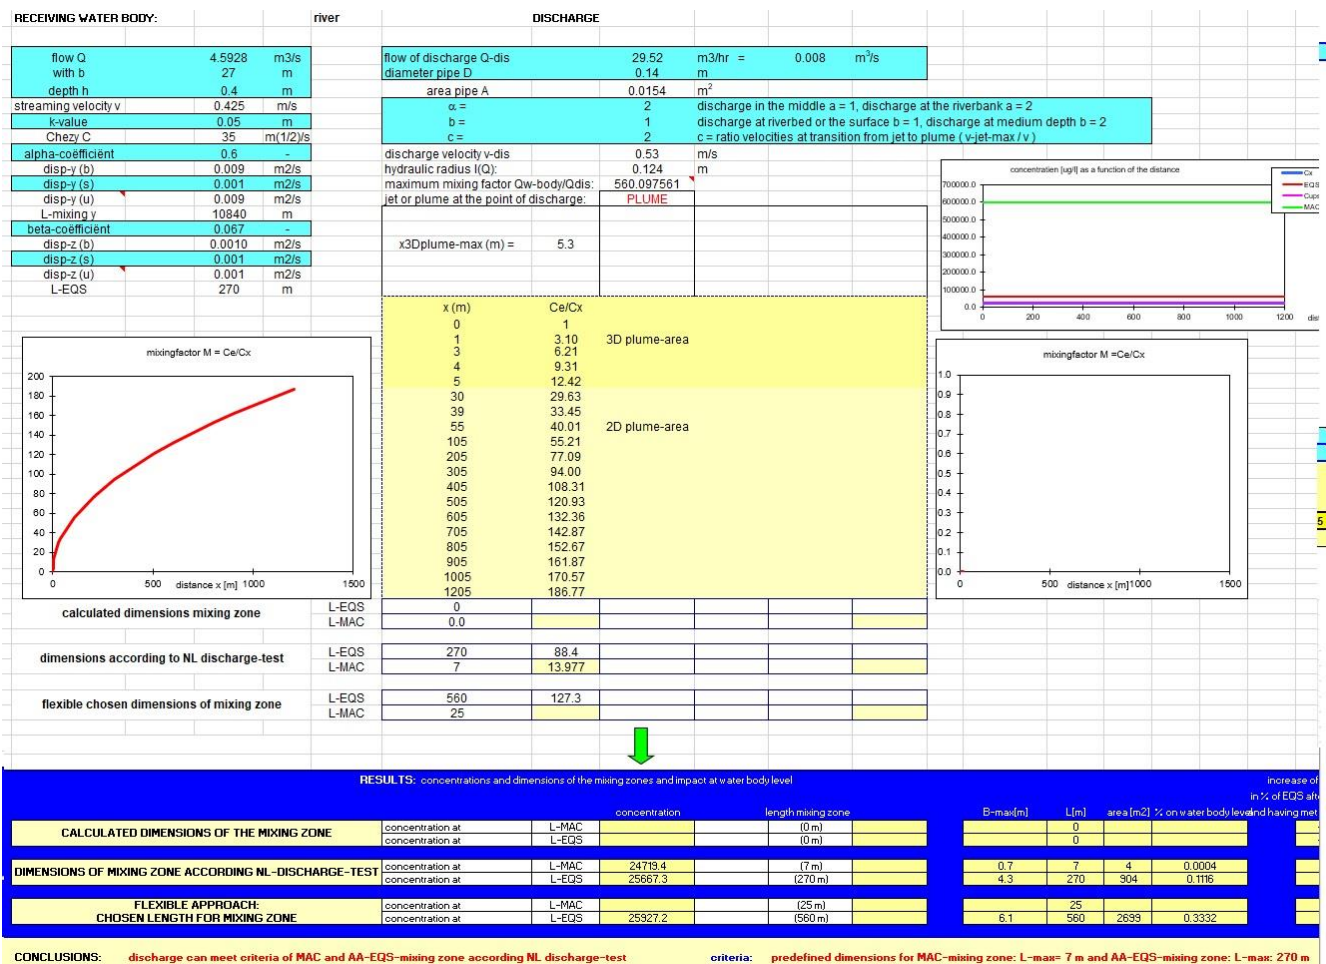 RECEIVING WATER BODY: river DISCHARGE
flow Q 4.5928 m3/s flow of discharge Q-dis 29.52 m3/hr = 0.008 m³/s
with b 27 m diameter pipe D 0.14 m
depth h 0.4 m area pipe A 0.0154 m²
streaming velocity v 0.425 m/s α = 2 discharge in the middle a = 1, discharge at the riverbank a = 2
k-value 0.05 m b = 1 discharge at riverbed or the surface b = 1, discharge at medium depth b = 2
Chezy C 35 m(1/2)/s c = 2 c = ratio velocities at transition from jet to plume ( v-jet-max / v )
alpha-coëfficiënt 0.6 - discharge velocity v-dis 0.53 m/s
disp-y (b) 0.009 m2/s hydraulic radius l(Q): 0.124 m
disp-y (s) 0.001 m2/s maximum mixing factor Qw-body/Qdis: 560.097561
disp-y (u) 0.009 m2/s jet or plume at the point of discharge: PLUME
L-mixing y 10840 m
beta-coëfficiënt 0.067 -
disp-z (b) 0.0010 m2/s x3Dplume-max (m) = 5.3
disp-z (s) 0.001 m2/s
disp-z (u) 0.001 m2/s
L-EQS 270 m
concentration [ug/l] as a function of the distance
Cx
EQS
Cups
MAC
700000.0
600000.0
500000.0
400000.0
300000.0
200000.0
100000.0
0.0
0 200 400 600 800 1000 1200
x (m) Ce/Cx
0 1
1 3.10 3D plume-area
3 6.21
4 9.31
5 12.42
30 29.63
39 33.45
55 40.01 2D plume-area
105 55.21
205 77.09
305 94.00
405 108.31
505 120.93
605 132.36
705 142.87
805 152.67
905 161.87
1005 170.57
1205 186.77
mixingfactor M = Ce/Cx
200
180
160
140
120
100
80
60
40
20
0
0 500 1000 1500
distance x [m]
mixingfactor M =Ce/Cx
1.0
0.9
0.8
0.7
0.6
0.5
0.4
0.3
0.2
0.1
0.0
0 500 1000 1500
distance x [m]
5
calculated dimensions mixing zone L-EQS 0
L-MAC 0.0
dimensions according to NL discharge-test L-EQS 270 88.4
L-MAC 7 13.977
flexible chosen dimensions of mixing zone L-EQS 560 127.3
L-MAC 25
RESULTS: concentrations and dimensions of the mixing zones and impact at water body level increase of
in % of EQS aft
concentration length mixing zone B-max[m] L[m] area [m2] % on water body level and having met
CALCULATED DIMENSIONS OF THE MIXING ZONE concentration at L-MAC (0 m) 0
concentration at L-EQS (0 m) 0
DIMENSIONS OF MIXING ZONE ACCORDING NL-DISCHARGE-TEST concentration at L-MAC 24719.4 (7 m) 0.7 7 4 0.0004
concentration at L-EQS 25667.3 (270 m) 4.3 270 904 0.1116
FLEXIBLE APPROACH: concentration at L-MAC (25 m) 25
CHOSEN LENGTH FOR MIXING ZONE concentration at L-EQS 25927.2 (560 m) 6.1 560 2699 0.3332
CONCLUSIONS: discharge can meet criteria of MAC and AA-EQS-mixing zone according NL discharge-test criteria: predefined dimensions for MAC-mixing zone: L-max= 7 m and AA-EQS-mixing zone: L-max: 270 m